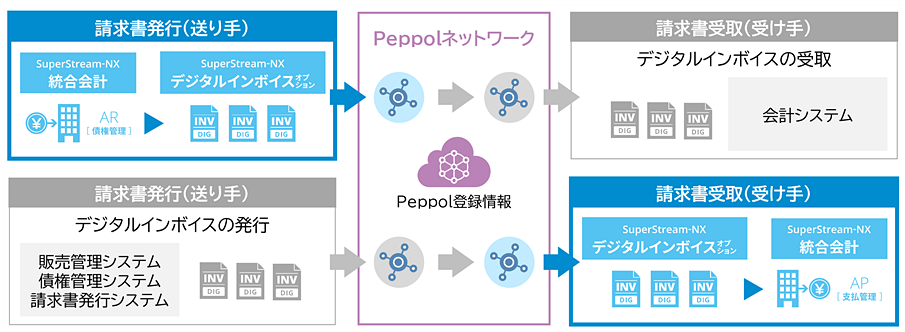 請求書発行(送り手)
SuperStream-NX
統合会計
SuperStream-NX
デジタルインボイスオプション
AR
[ 債権管理 ]
INV
DIG
INV
DIG
INV
DIG
Peppolネットワーク
Peppol登録情報
請求書受取(受け手)
デジタルインボイスの受取
INV
DIG
INV
DIG
INV
DIG
会計システム
請求書発行(送り手)
デジタルインボイスの発行
販売管理システム
債権管理システム
請求書発行システム
INV
DIG
INV
DIG
INV
DIG
請求書受取(受け手)
SuperStream-NX
デジタルインボイスオプション
SuperStream-NX
統合会計
INV
DIG
INV
DIG
INV
DIG
AP
[ 支払管理 ]